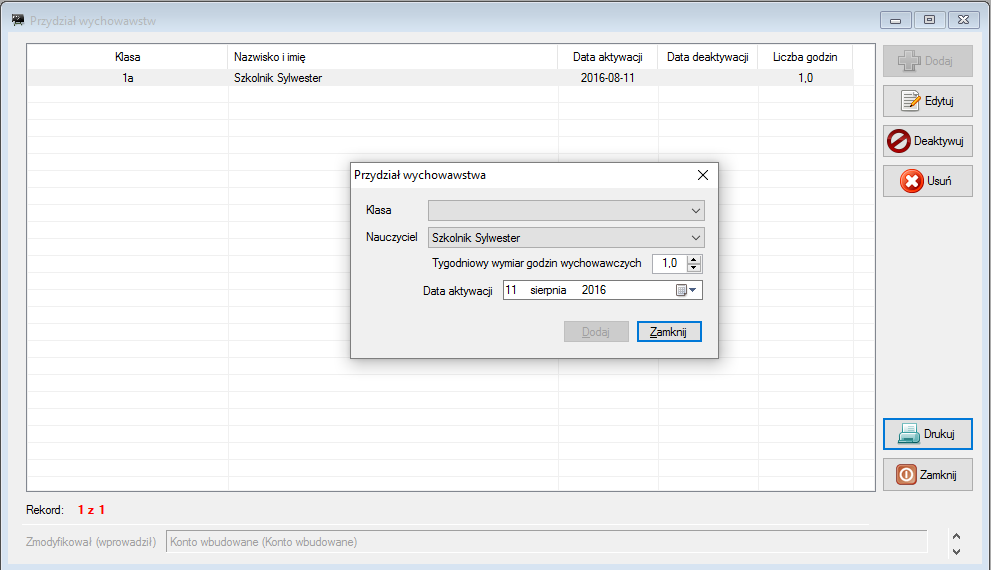 Przydział wychowawstw
Klasa Nazwisko i imię Data aktywacji Data deaktywacji Liczba godzin
1a Szkolnik Sylwester 2016-08-11 1,0
Dodaj
Edytuj
Deaktywuj
Usuń
Przydział wychowawstwa
Klasa
Nauczyciel Szkolnik Sylwester
Tygodniowy wymiar godzin wychowawczych 1,0
Data aktywacji 11 sierpnia 2016
Dodaj Zamknij
Drukuj
Zamknij
Rekord: 1 z 1
Zmodyfikował (wprowadził) Konto wbudowane (Konto wbudowane)